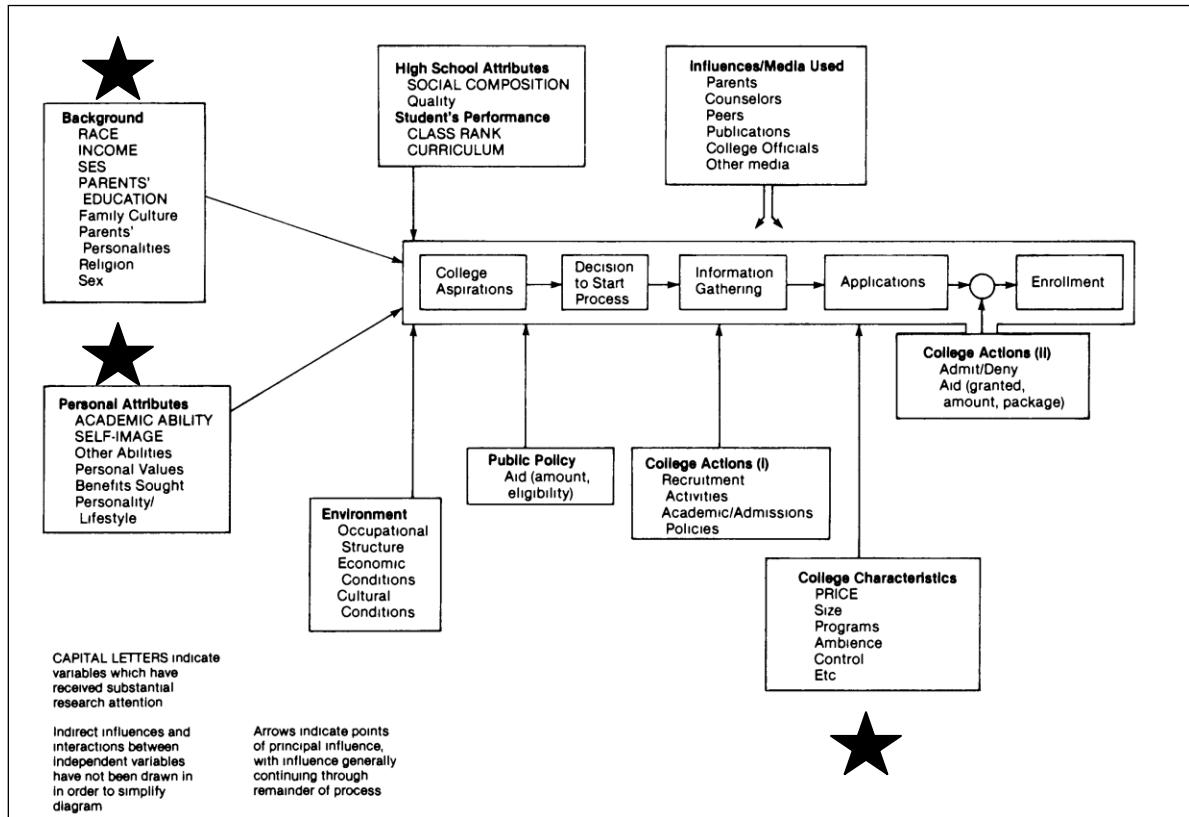 High School Attributes
SOCIAL COMPOSITION
Quality
Student's Performance
CLASS RANK
CURRICULUM
Influences/Media Used
Parents
Counselors
Peers
Publications
College Officials
Other media
Background
RACE
INCOME
SES
PARENTS'
EDUCATION
Family Culture
Parents'
Personalities
Religion
Sex
College
Aspirations
Decision
to Start
Process
Information
Gathering
Applications
Enrollment
College Actions (II)
Admit/Deny
Aid (granted,
amount, package)
Personal Attributes
ACADEMIC ABILITY
SELF-IMAGE
Other Abilities
Personal Values
Benefits Sought
Personality/
Lifestyle
Public Policy
Aid (amount,
eligibility)
College Actions (I)
Recruitment
Activities
Academic/Admissions
Policies
Environment
Occupational
Structure
Economic
Conditions
Cultural
Conditions
College Characteristics
PRICE
Size
Programs
Ambience
Control
Etc
CAPITAL LETTERS indicate
variables which have
received substantial
research attention
Indirect influences and
interactions between
independent variables
have not been drawn in
in order to simplify
diagram
Arrows indicate points
of principal influence,
with influence generally
continuing through
remainder of process